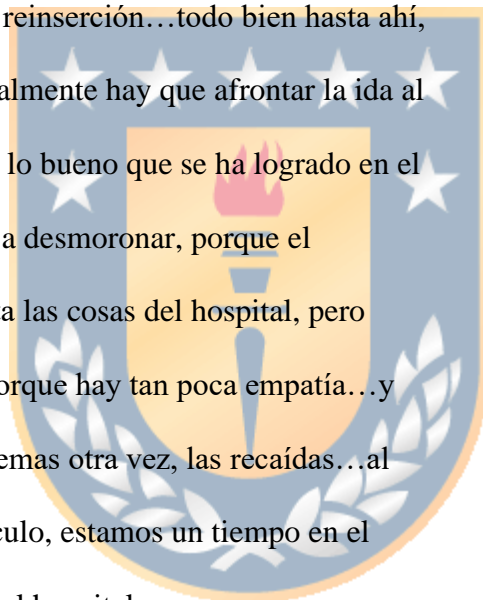 reinserción…todo bien hasta ahí,
almente hay que afrontar la ida al
lo bueno que se ha logrado en el
a desmoronar, porque el
a las cosas del hospital, pero
orque hay tan poca empatía…y
emas otra vez, las recaídas…al
culo, estamos un tiempo en el